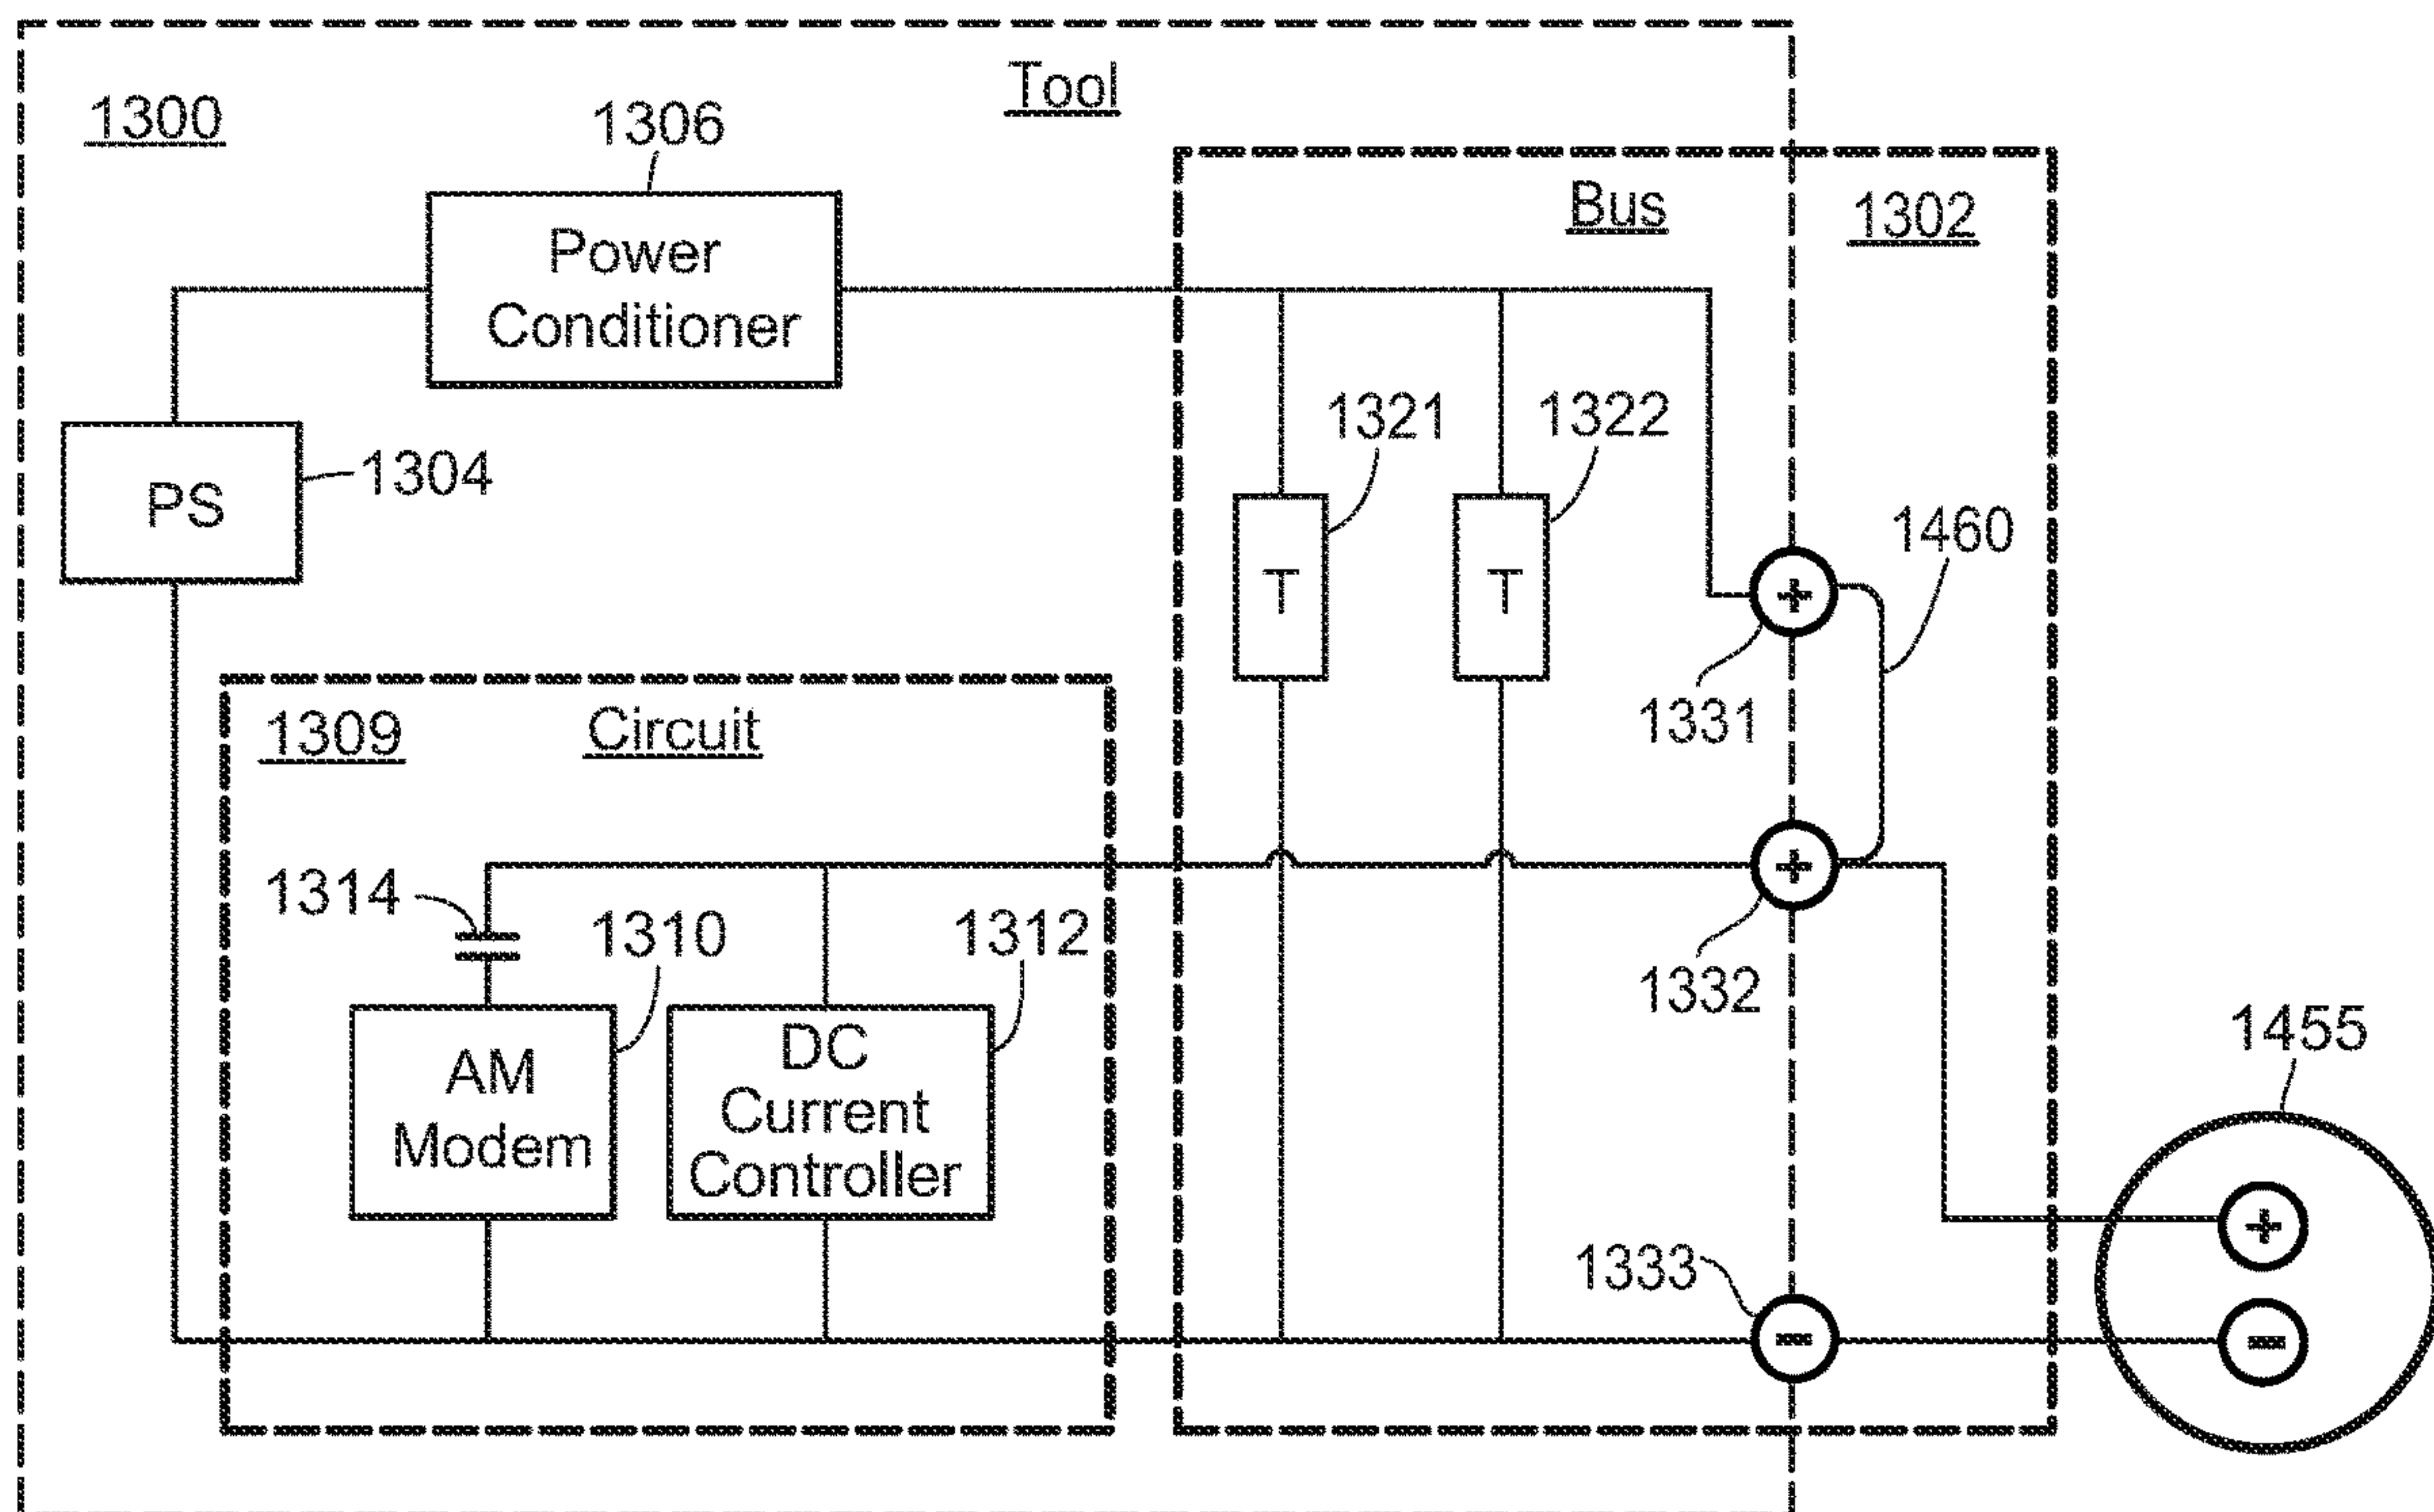 Tool
1300
1306
Bus
1302
Power
Conditioner
1321
1322
1304
PS
1460
T
T
+
1331
1309
Circuit
1314
1310
1312
+
1332
AM
Modem
DC
Current
Controller
1455
1333
+
−
−